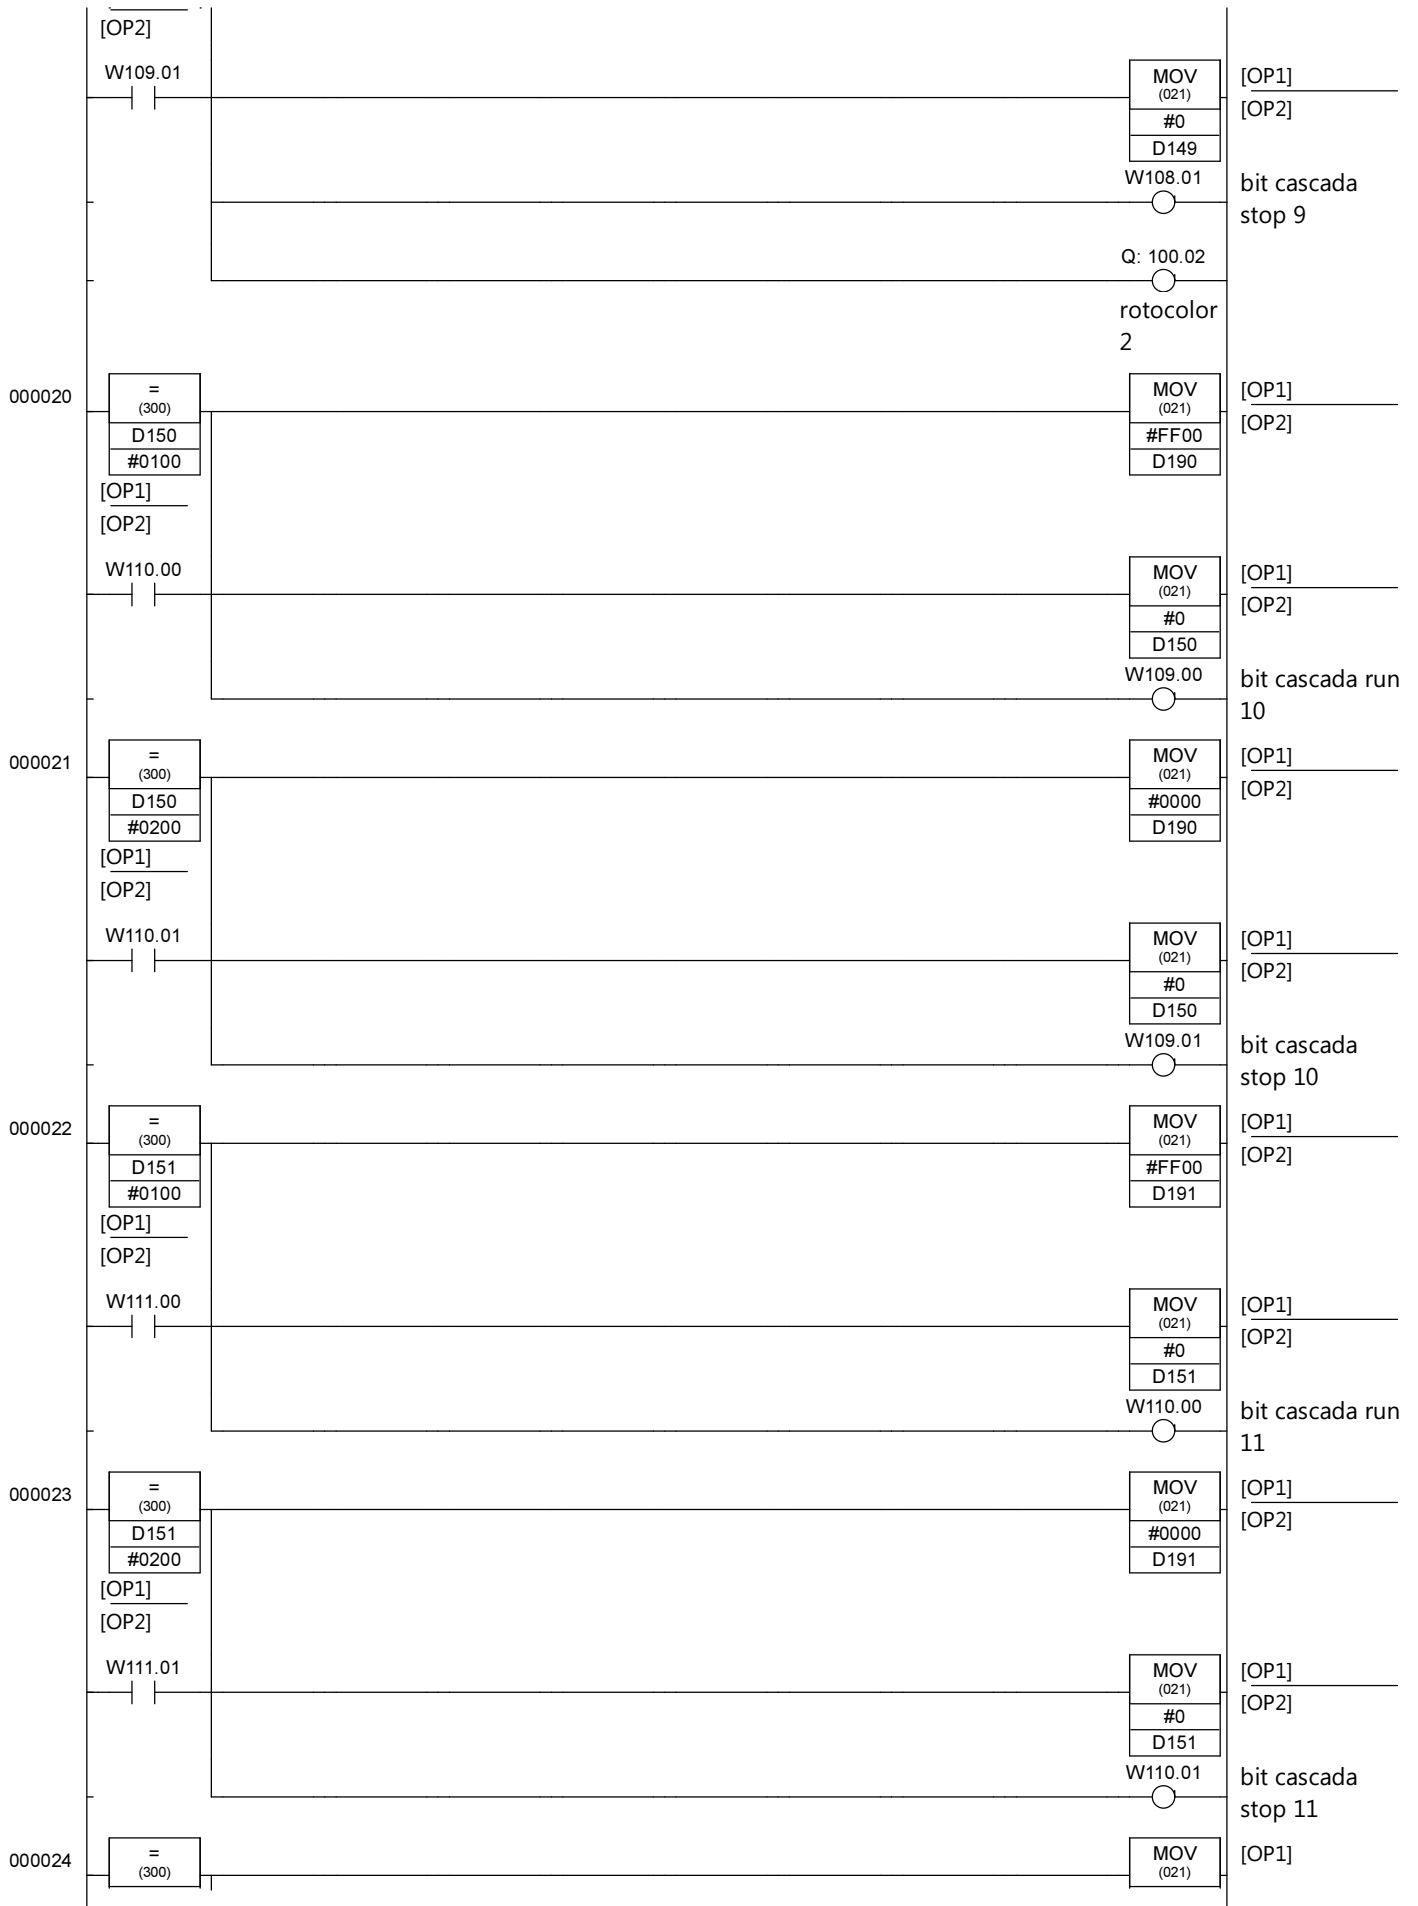 [OP2]
W109.01
MOV
(021)
#0
D149
[OP1]
[OP2]
W108.01
bit cascada
stop 9
Q: 100.02
rotocolor
2
000020
=
(300)
D150
#0100
[OP1]
[OP2]
MOV
(021)
#FF00
D190
[OP1]
[OP2]
W110.00
MOV
(021)
#0
D150
[OP1]
[OP2]
W109.00
bit cascada run
10
000021
=
(300)
D150
#0200
[OP1]
[OP2]
MOV
(021)
#0000
D190
[OP1]
[OP2]
W110.01
MOV
(021)
#0
D150
[OP1]
[OP2]
W109.01
bit cascada
stop 10
000022
=
(300)
D151
#0100
[OP1]
[OP2]
MOV
(021)
#FF00
D191
[OP1]
[OP2]
W111.00
MOV
(021)
#0
D151
[OP1]
[OP2]
W110.00
bit cascada run
11
000023
=
(300)
D151
#0200
[OP1]
[OP2]
MOV
(021)
#0000
D191
[OP1]
[OP2]
W111.01
MOV
(021)
#0
D151
[OP1]
[OP2]
W110.01
bit cascada
stop 11
000024
=
(300)
MOV
(021)
[OP1]